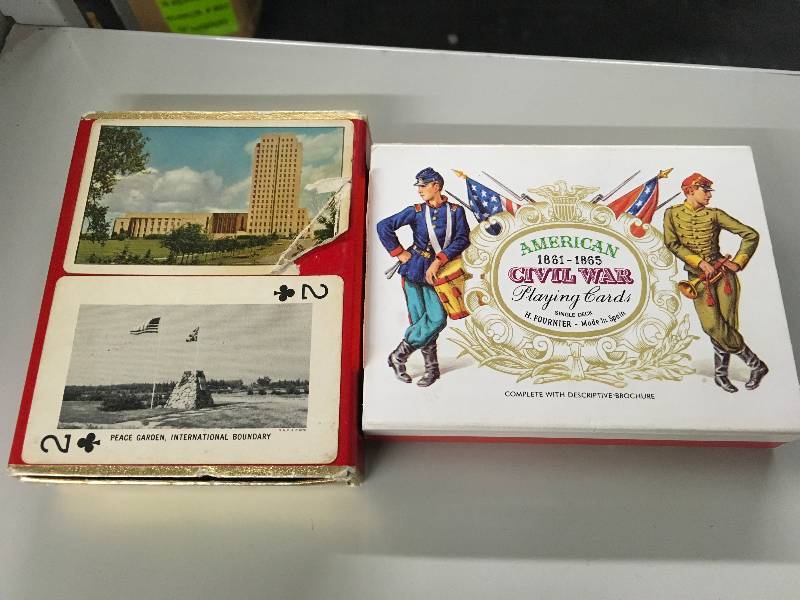 2
2
PEACE GARDEN, INTERNATIONAL BOUNDARY
AMERICAN
1861-1865
CIVIL WAR
Playing Cards
SINGLE DECK
H. FOURNIER - Made in Spain
COMPLETE WITH DESCRIPTIVE-BROCHURE